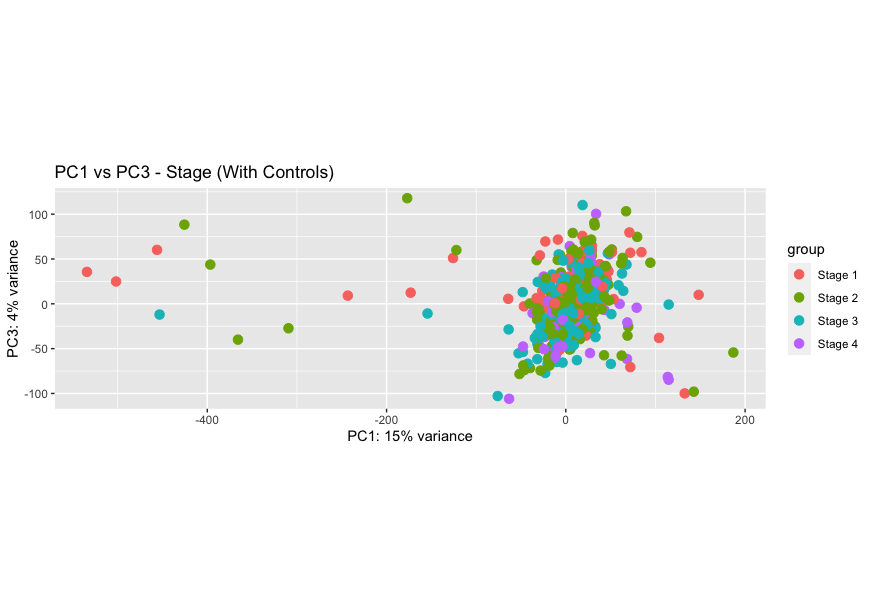 PC1 vs PC3 - Stage (With Controls)
PC3: 4% variance
100
50
0
-50
-100
-400
-200
0
200
PC1: 15% variance
group
Stage 1
Stage 2
Stage 3
Stage 4